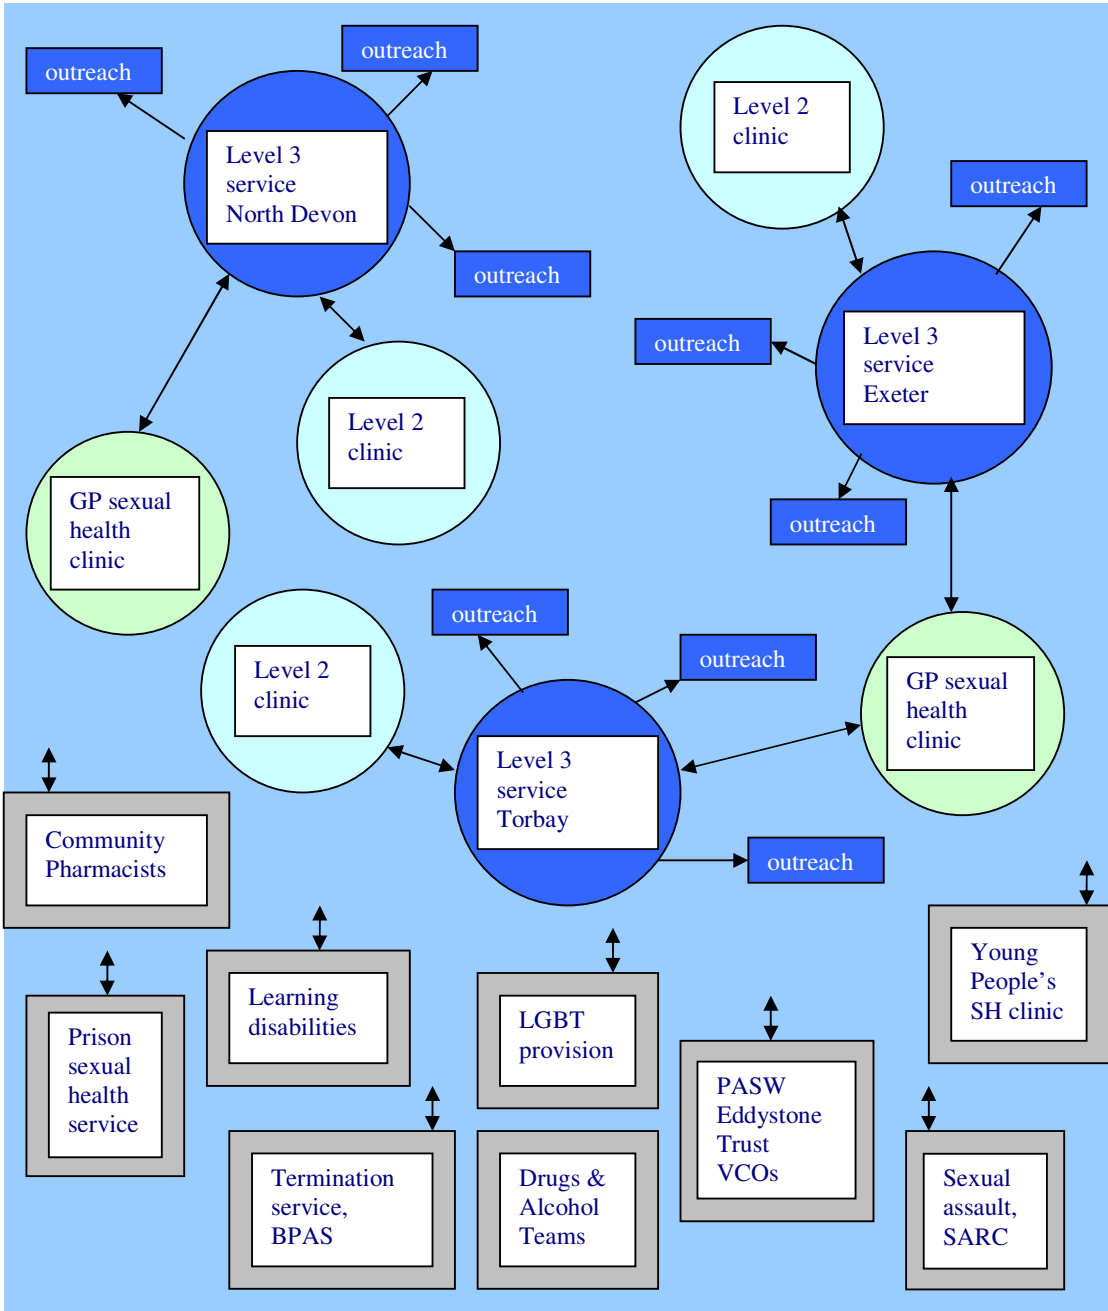 outreach
outreach
Level 3
service
North Devon
outreach
Level 2
clinic
GP sexual
health
clinic
Level 2
clinic
outreach
outreach
Level 3
service
Exeter
outreach
Level 2
clinic
outreach
outreach
Level 3
service
Torbay
GP sexual
health
clinic
outreach
Community
Pharmacists
Prison
sexual
health
service
Learning
disabilities
Termination
service,
BPAS
LGBT
provision
Drugs &
Alcohol
Teams
PASW
Eddystone
Trust
VCOs
Young
People’s
SH clinic
Sexual
assault,
SARC